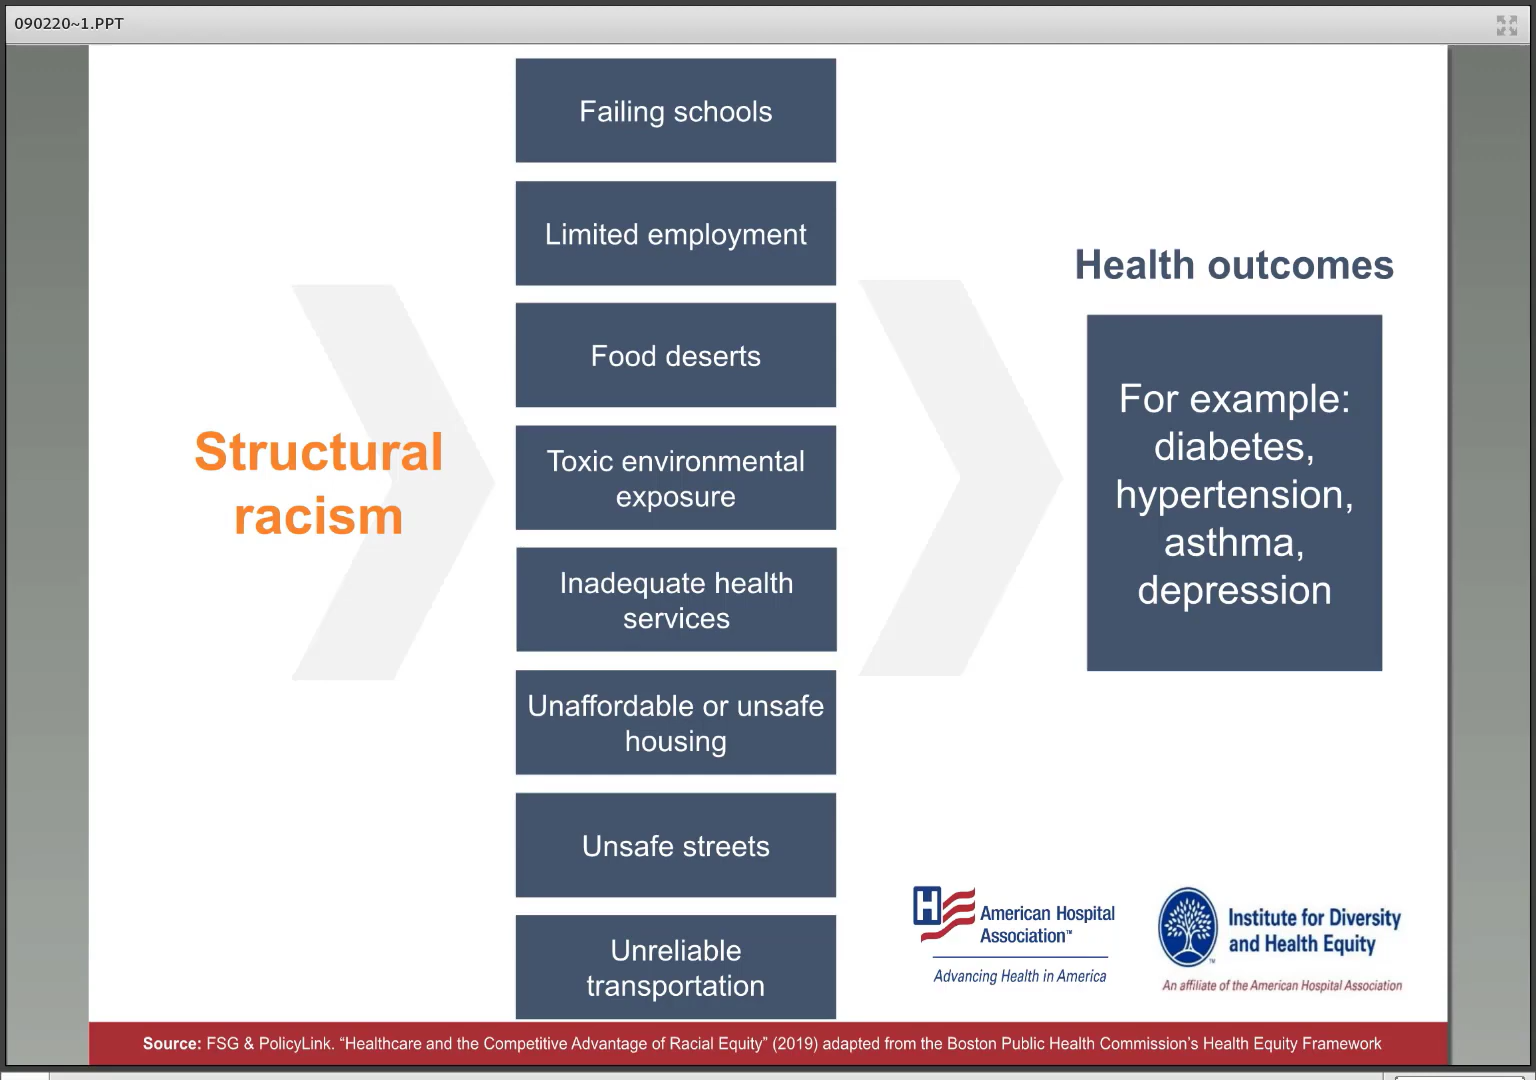 090220~1.PPT
Failing schools
Limited employment
Food deserts
Toxic environmental
exposure
Inadequate health
services
Unaffordable or unsafe
housing
Unsafe streets
Unreliable
transportation
Structural
racism
Health outcomes
For example:
diabetes,
hypertension,
asthma,
depression
H
American Hospital
Association™
Advancing Health in America
Institute for Diversity
and Health Equity
TM
An affiliate of the American Hospital Association
Source: FSG & PolicyLink. “Healthcare and the Competitive Advantage of Racial Equity” (2019) adapted from the Boston Public Health Commission’s Health Equity Framework